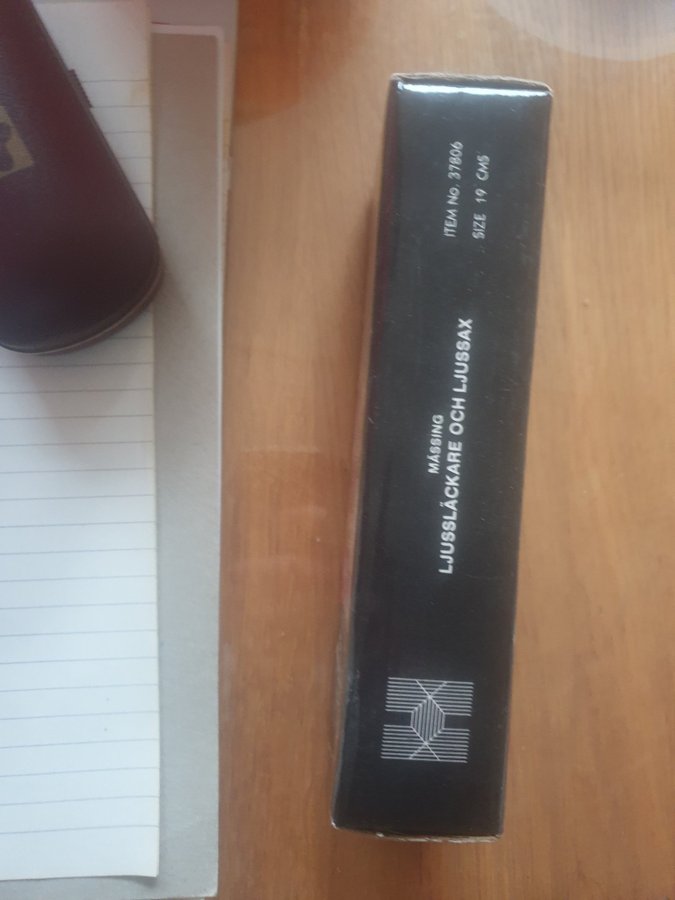 MÄSSING
LJUSSLÄCKARE OCH LJUSSAX
ITEM No. 37806
SIZE 19 CMS